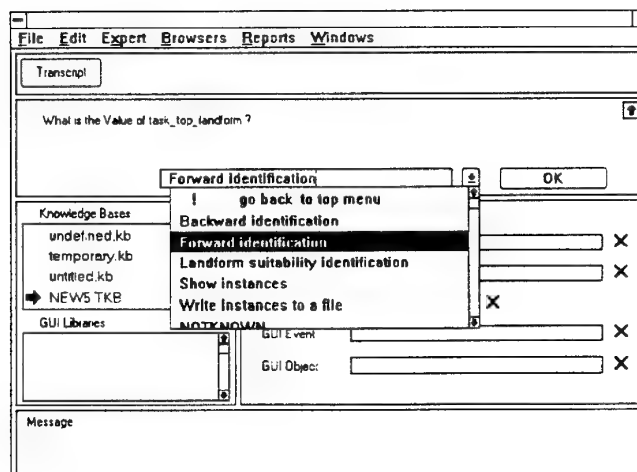 File Edit Expert Browsers Reports Windows
Transcript
What is the Value of task_top_landform ?
Forward Identification
OK
! go back to top menu
Backward identification
Forward identification
Landform suitability identification
Show instances
Write Instances to a file
NOTKNOWN
Knowledge Bases
undefined.kb
temporary.kb
untitled.kb
NEWS TKB
GUI Libraries
GUI Event
GUI Object
Message